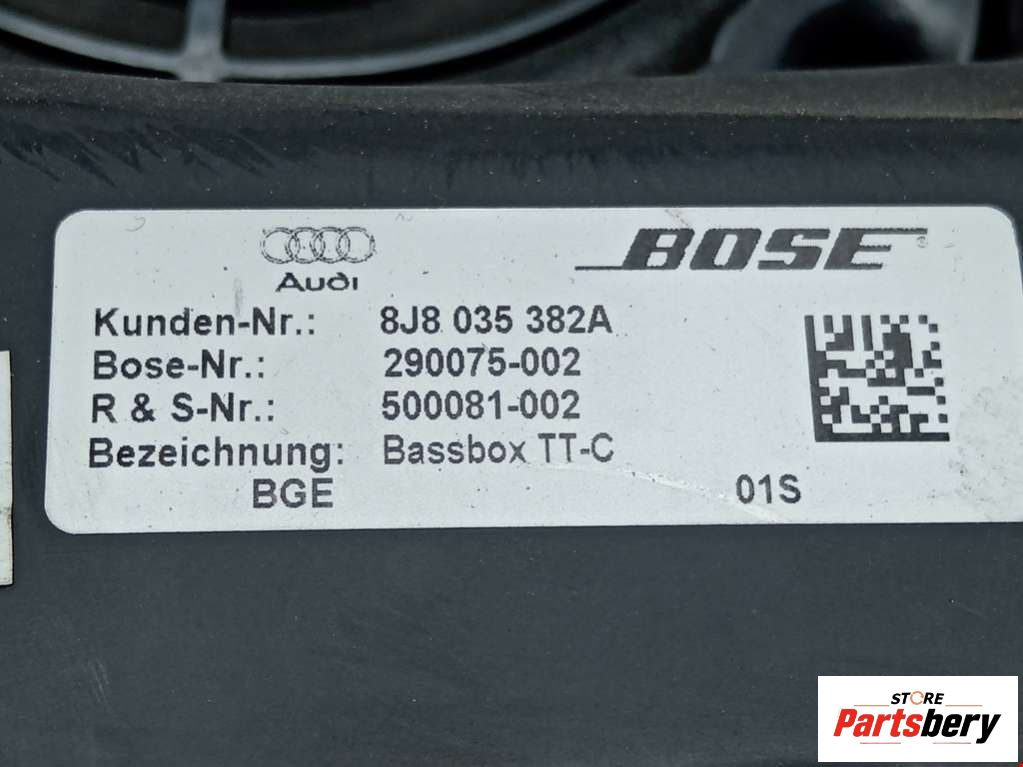 Audi
BOSE
Kunden-Nr.: 8J8 035 382A
Bose-Nr.: 290075-002
R & S-Nr.: 500081-002
Bezeichnung: Bassbox TT-C
BGE 01S
STORE
Partsbery